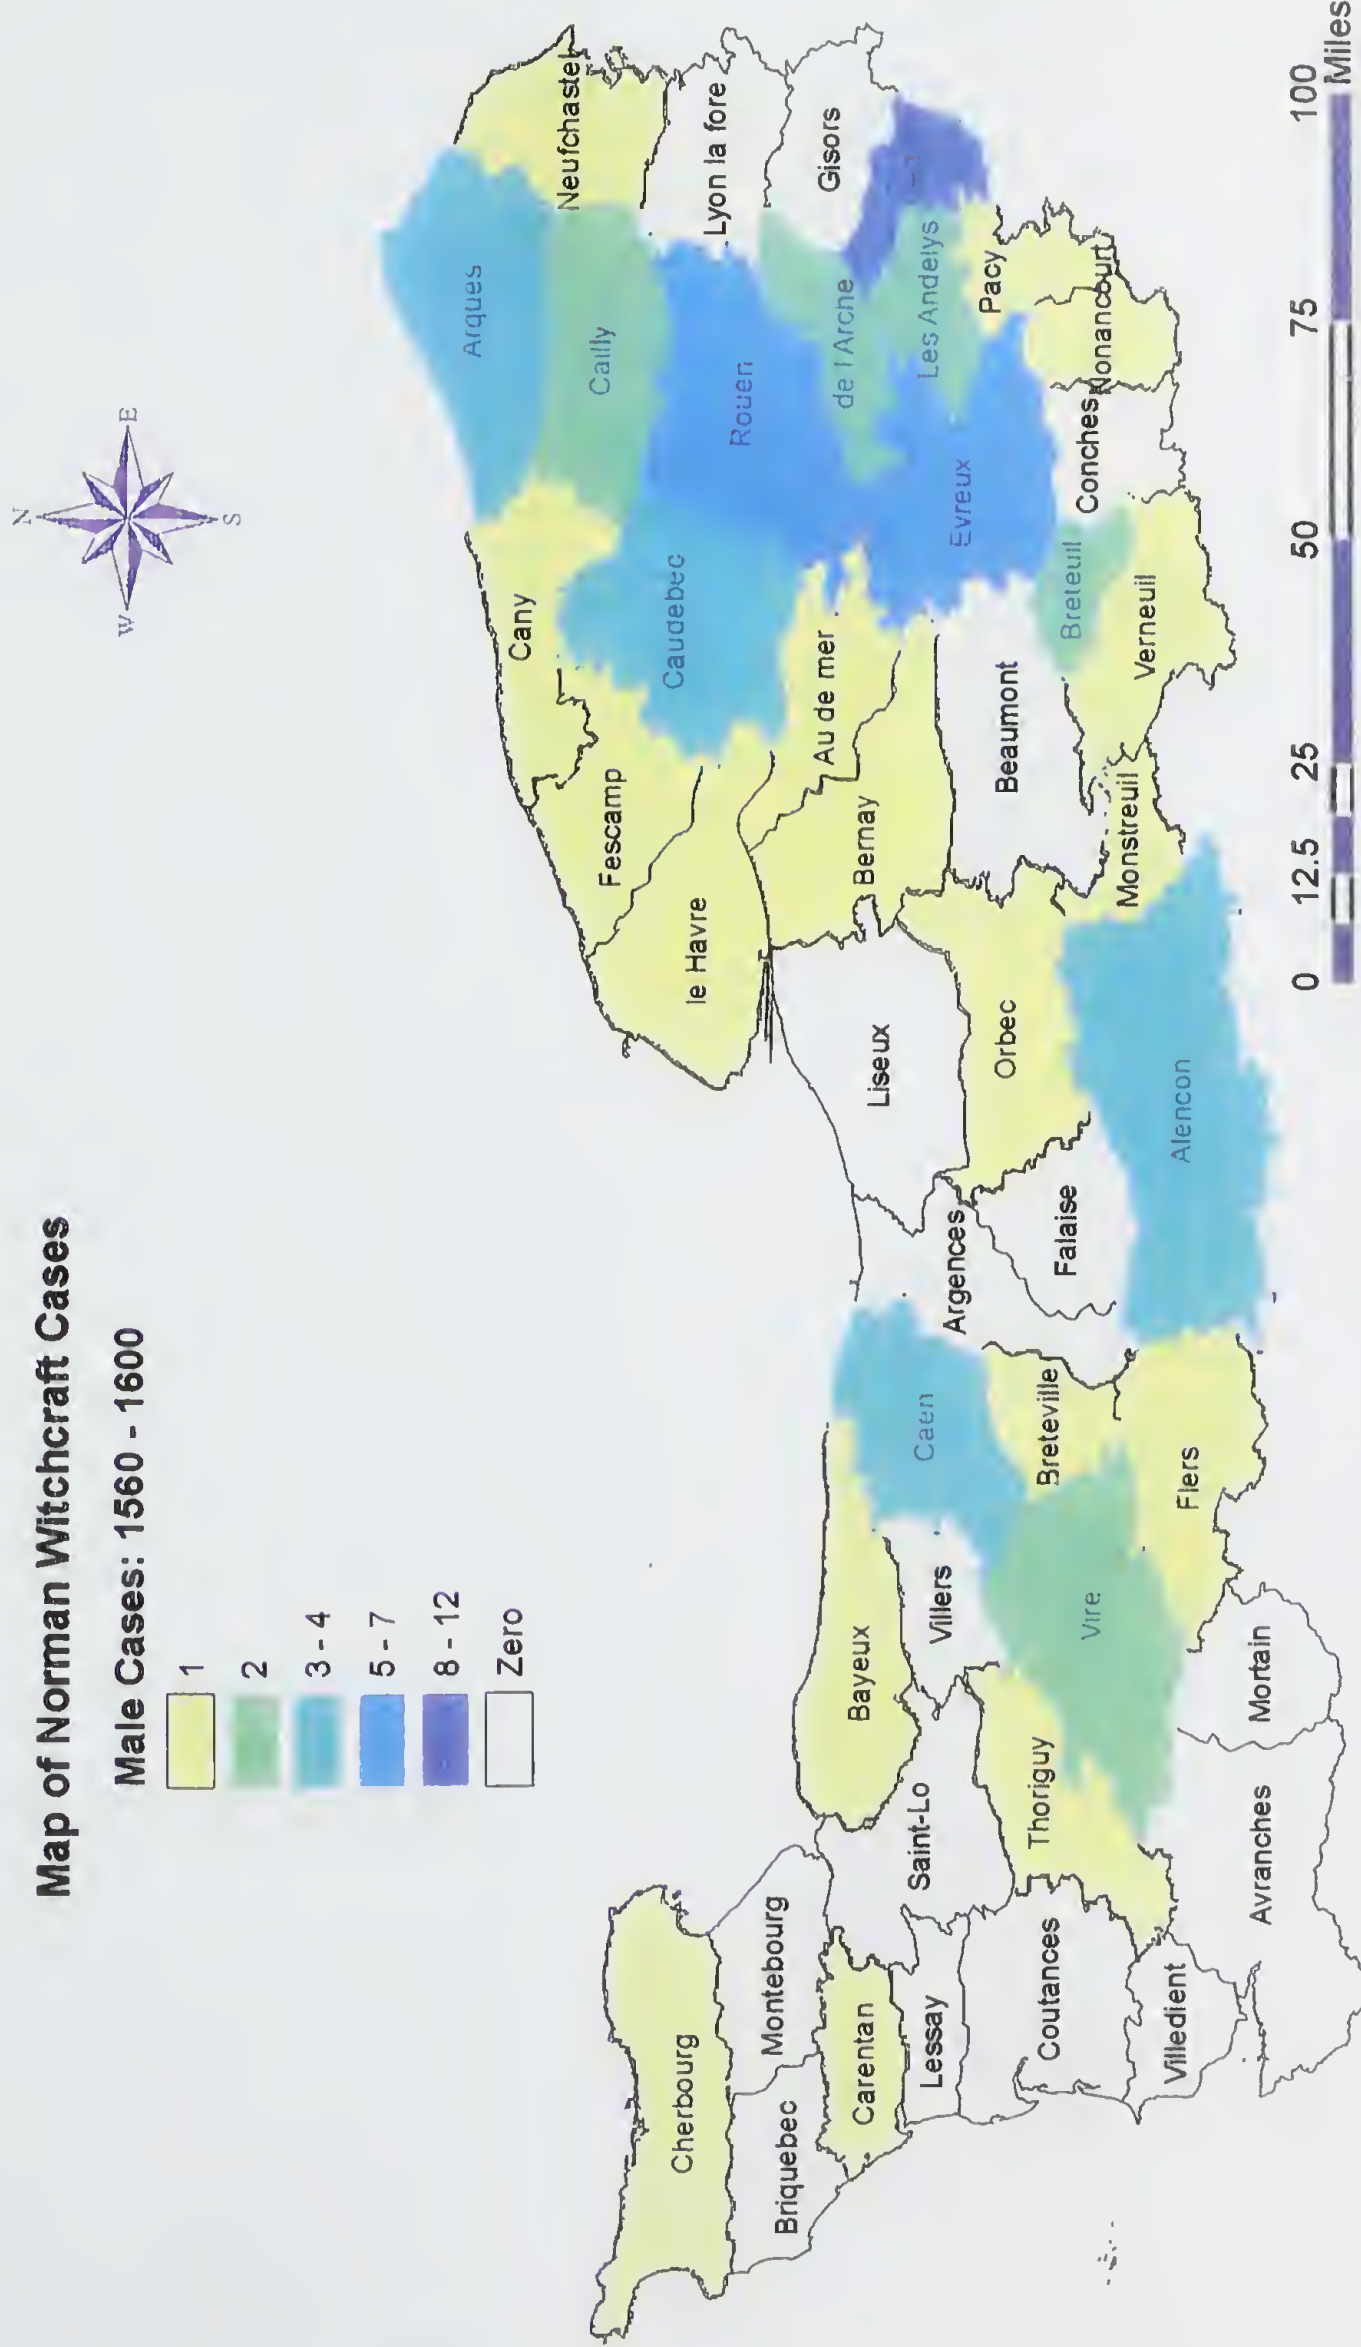 Map of Norman Witchcraft Cases
Male Cases: 1560 - 1600
1
2
3 - 4
5 - 7
8 - 12
Zero
N
W
E
S
Arques
Neufchastel
Cany
Cailly
Fescamp
Caudebec
Rouen
Lyon la fore
le Havre
Cherbourg
Montebourg
Briquebec
Au de mer
de l Arche
Gisors
Bayeux
Carentan
Liseux
Bernay
Les Andelys
Caen
Villers
Saint-Lo
Lessay
Argences
Evreux
Pacy
Orbec
Beaumont
Thoriguy
Breteville
Coutances
Falaise
Breteuil
Conches
Nonancourt
Vire
Monstreuil
Verneuil
Villedient
Flers
Alencon
Avranches
Mortain
0 12.5 25 50 75 100
Miles